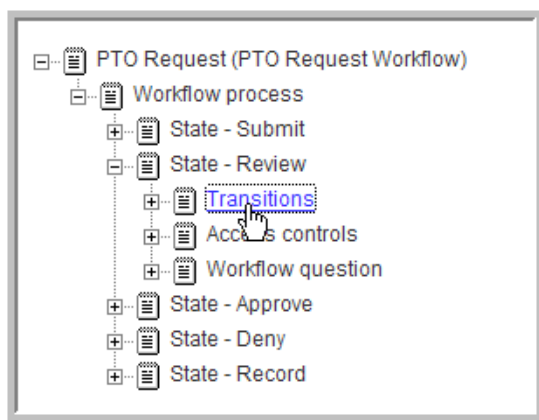 PTO Request (PTO Request Workflow)
Workflow process
State - Submit
State - Review
Transitions
Access controls
Workflow question
State - Approve
State - Deny
State - Record